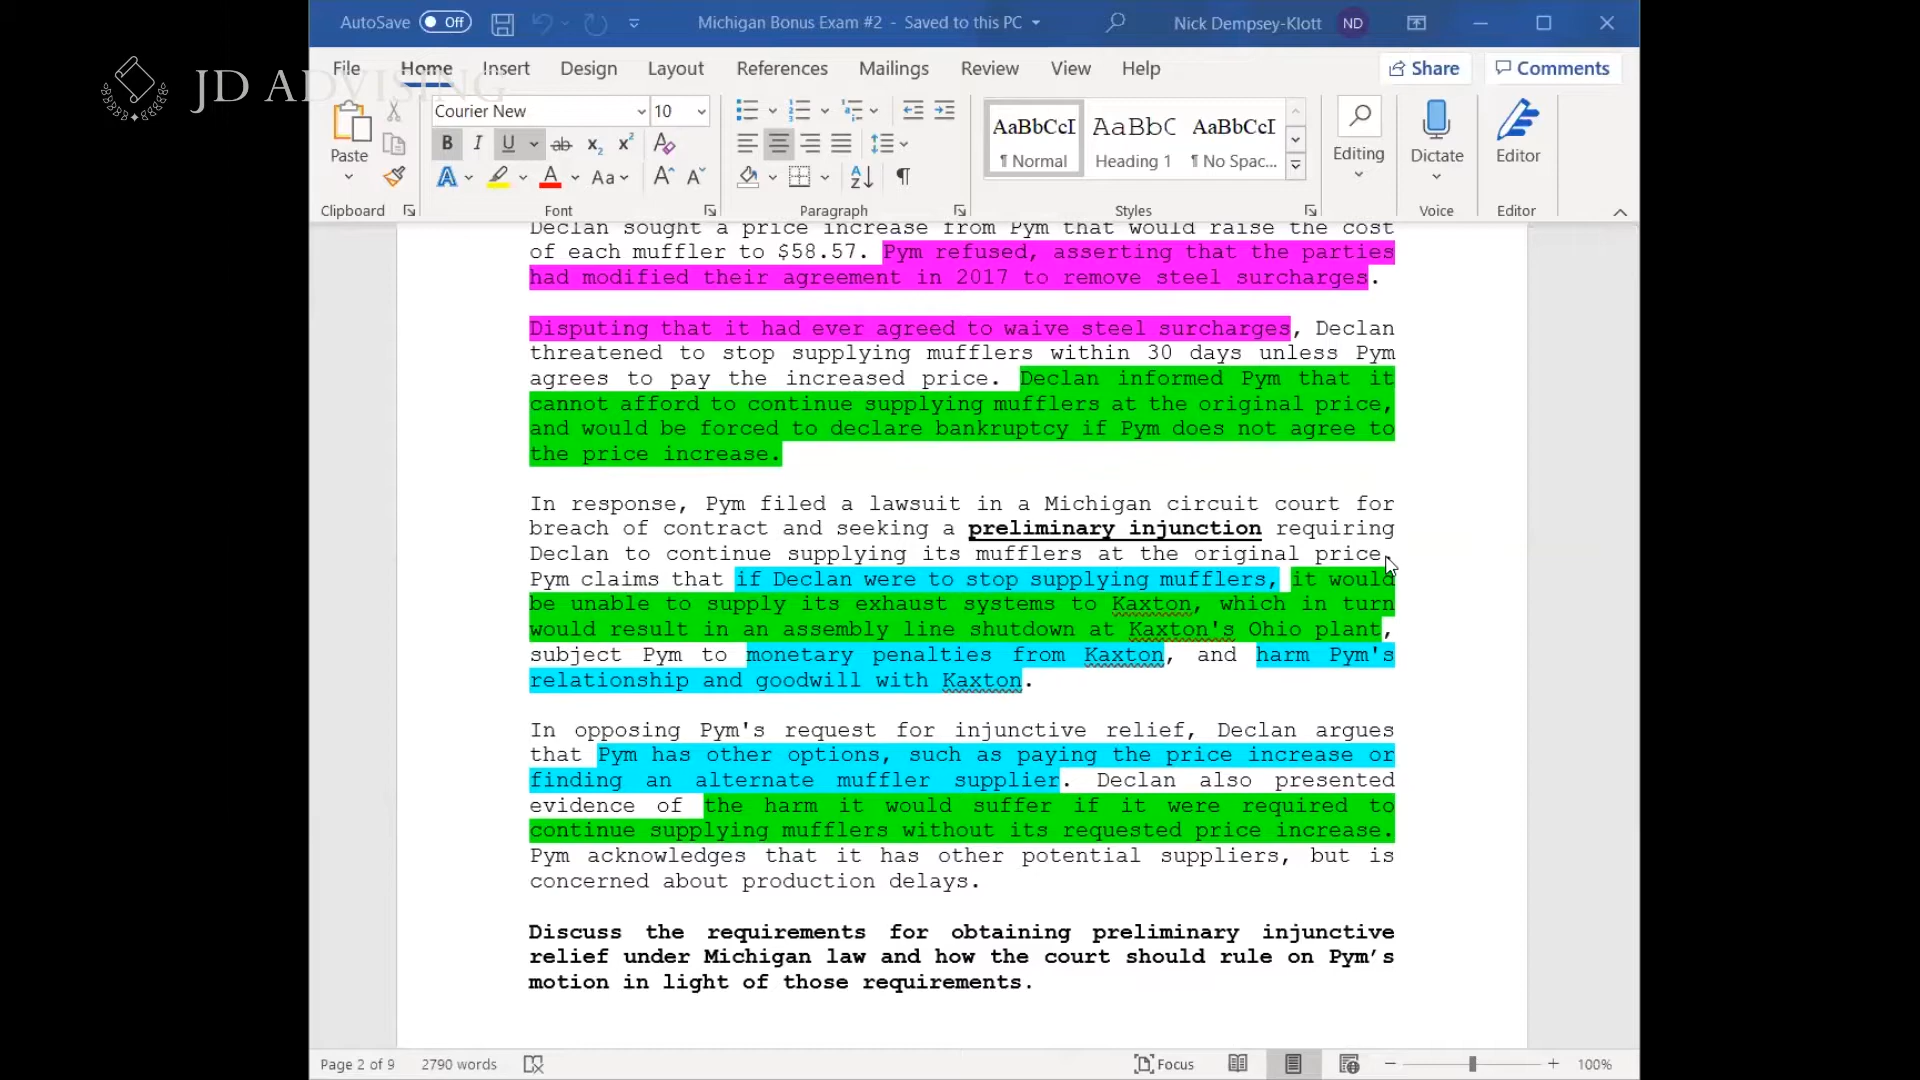 AutoSave Off
Michigan Bonus Exam #2 - Saved to this PC
Nick Dempsey-Klott ND
JD ADVISING
File Home Insert Design Layout References Mailings Review View Help Share Comments
Courier New 10
Paste
B I U ab x₂ x² A
A A Aa A A
AaBbCcI AaBbC AaBbCcI
¶ Normal Heading 1 ¶ No Spac...
Editing Dictate Editor
Clipboard Font Paragraph Styles Voice Editor
Declan sought a price increase from Pym that would raise the cost
of each muffler to $58.57. Pym refused, asserting that the parties
had modified their agreement in 2017 to remove steel surcharges.
Disputing that it had ever agreed to waive steel surcharges, Declan
threatened to stop supplying mufflers within 30 days unless Pym
agrees to pay the increased price. Declan informed Pym that it
cannot afford to continue supplying mufflers at the original price,
and would be forced to declare bankruptcy if Pym does not agree to
the price increase.
In response, Pym filed a lawsuit in a Michigan circuit court for
breach of contract and seeking a preliminary injunction requiring
Declan to continue supplying its mufflers at the original price.
Pym claims that if Declan were to stop supplying mufflers, it would
be unable to supply its exhaust systems to Kaxton, which in turn
would result in an assembly line shutdown at Kaxton's Ohio plant,
subject Pym to monetary penalties from Kaxton, and harm Pym's
relationship and goodwill with Kaxton.
In opposing Pym's request for injunctive relief, Declan argues
that Pym has other options, such as paying the price increase or
finding an alternate muffler supplier. Declan also presented
evidence of the harm it would suffer if it were required to
continue supplying mufflers without its requested price increase.
Pym acknowledges that it has other potential suppliers, but is
concerned about production delays.
Discuss the requirements for obtaining preliminary injunctive
relief under Michigan law and how the court should rule on Pym’s
motion in light of those requirements.
Page 2 of 9 2790 words Focus 100%